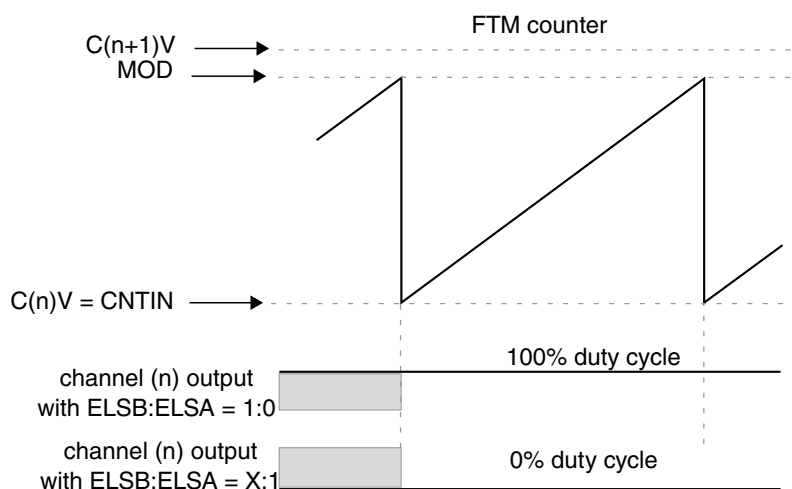 FTM counter
C(n+1)V
MOD
C(n)V = CNTIN
100% duty cycle
channel (n) output
with ELSB:ELSA = 1:0
channel (n) output
0% duty cycle
with ELSB:ELSA = X:1